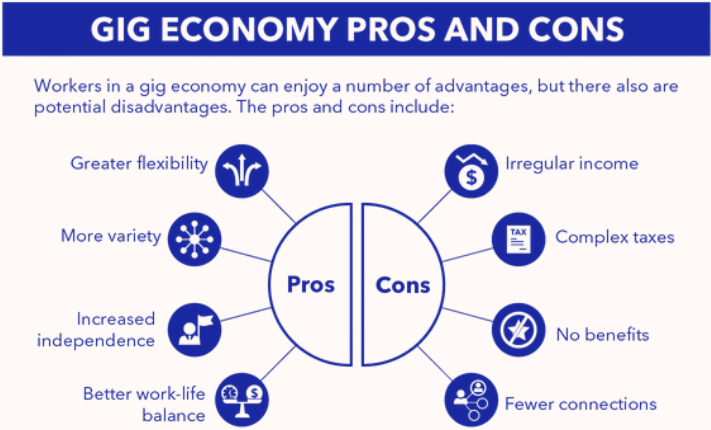 GIG ECONOMY PROS AND CONS
Workers in a gig economy can enjoy a number of advantages, but there also are
potential disadvantages. The pros and cons include:
Greater flexibility
More variety
Increased
independence
Better work-life
balance
Pros
Cons
$
Irregular income
TAX
Complex taxes
No benefits
Fewer connections
$